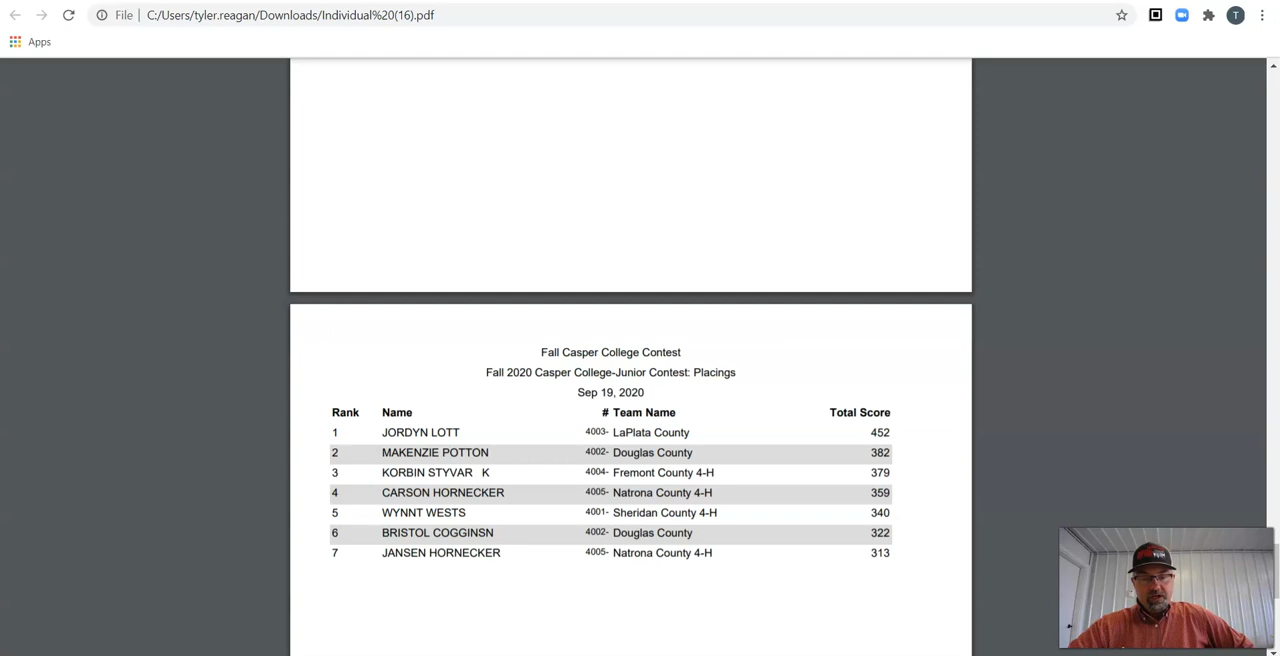 File C:/Users/tyler.reagan/Downloads/Individual%20(16).pdf T
Apps
Fall Casper College Contest
Fall 2020 Casper College-Junior Contest: Placings
Sep 19, 2020
Rank Name # Team Name Total Score
1 JORDYN LOTT 4003- LaPlata County 452
2 MAKENZIE POTTON 4002- Douglas County 382
3 KORBIN STYVAR K 4004- Fremont County 4-H 379
4 CARSON HORNECKER 4005- Natrona County 4-H 359
5 WYNNT WESTS 4001- Sheridan County 4-H 340
6 BRISTOL COGGINSN 4002- Douglas County 322
7 JANSEN HORNECKER 4005- Natrona County 4-H 313